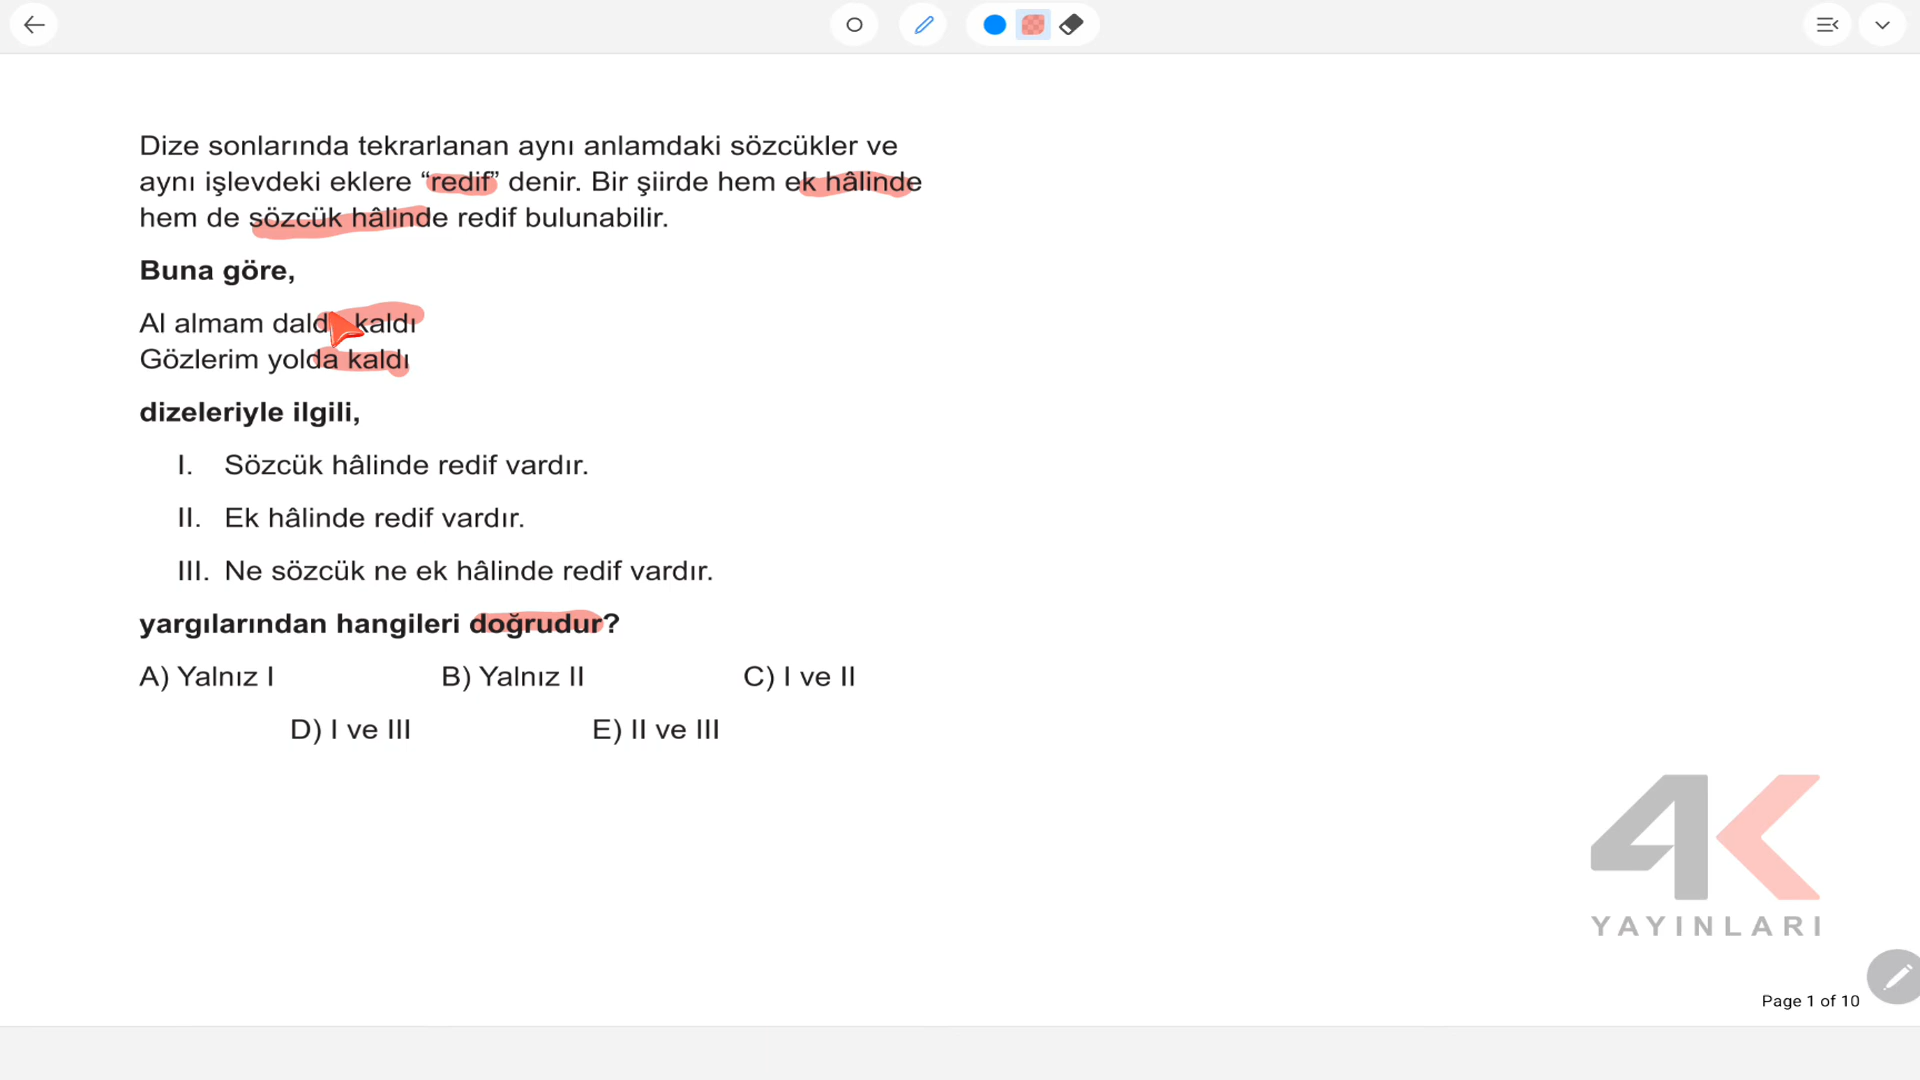 Dize sonlarında tekrarlanan aynı anlamdaki sözcükler ve
aynı işlevdeki eklere “redif” denir. Bir şiirde hem ek hâlinde
hem de sözcük hâlinde redif bulunabilir.
Buna göre,
Al almam kaldı
Gözlerim yolda kaldı
dizeleriyle ilgili,
I. Sözcük hâlinde redif vardır.
II. Ek hâlinde redif vardır.
III. Ne sözcük ne ek hâlinde redif vardır.
yargılarından hangileri doğrudur?
A) Yalnız I B) Yalnız II C) I ve II
D) I ve III E) II ve III
4K
YAYINLARI
Page 1 of 10